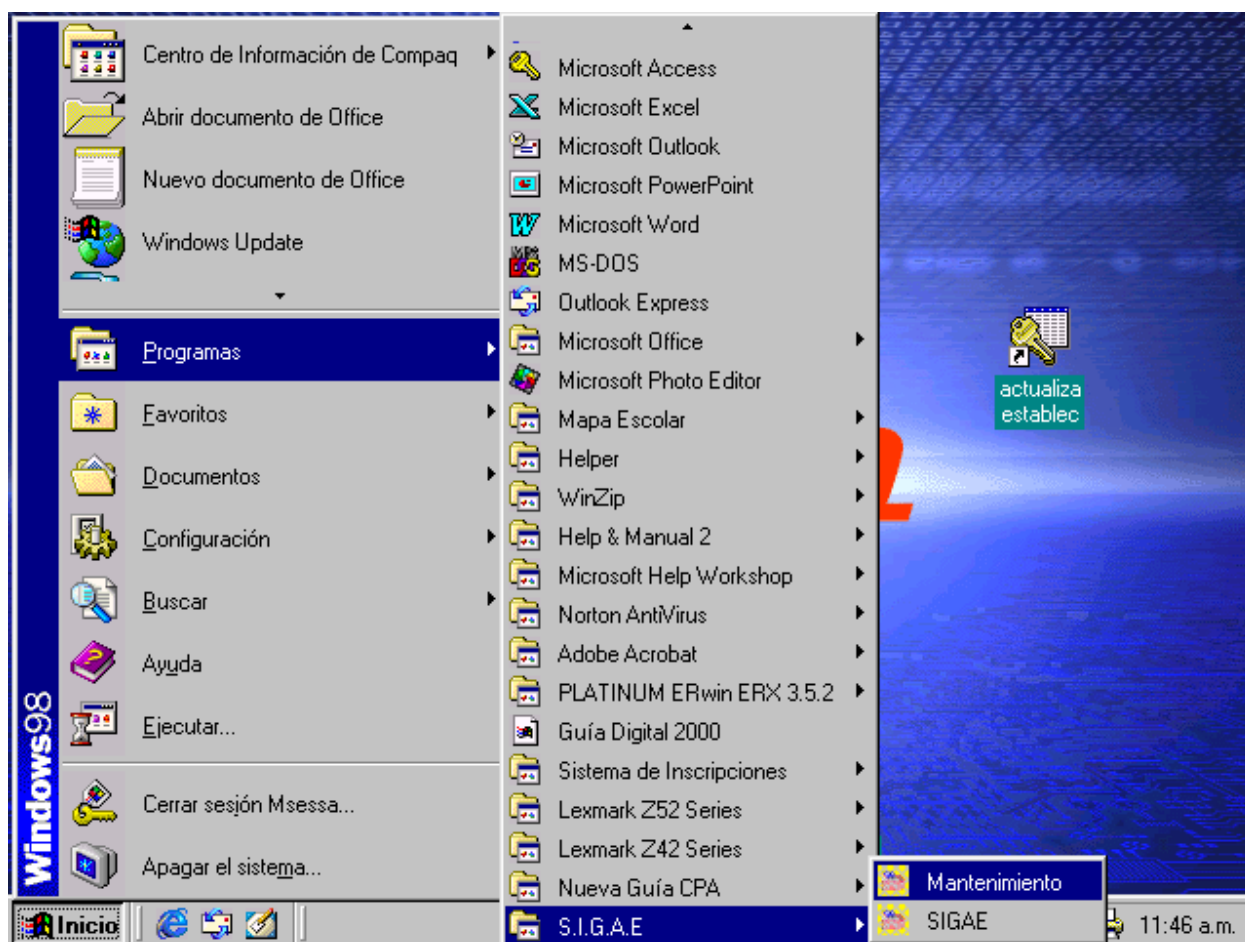 Centro de Información de Compaq
Abrir documento de Office
Nuevo documento de Office
Windows Update
Programas
Favoritos
Documentos
Configuración
Buscar
Ayuda
Ejecutar...
Cerrar sesjón Msessa...
Apagar el sistema...
Windows98
Microsoft Access
Microsoft Excel
Microsoft Outlook
Microsoft PowerPoint
Microsoft Word
MS-DOS
Outlook Express
Microsoft Office
Microsoft Photo Editor
Mapa Escolar
Helper
WinZip
Help & Manual 2
Microsoft Help Workshop
Norton AntiVirus
Adobe Acrobat
PLATINUM ERwin ERX 3.5.2
Guía Digital 2000
Sistema de Inscripciones
Lexmark Z52 Series
Lexmark Z42 Series
Nueva Guía CPA
S.I.G.A.E
Mantenimiento
SIGAE
actualiza
establec
Inicio
11:46 a.m.